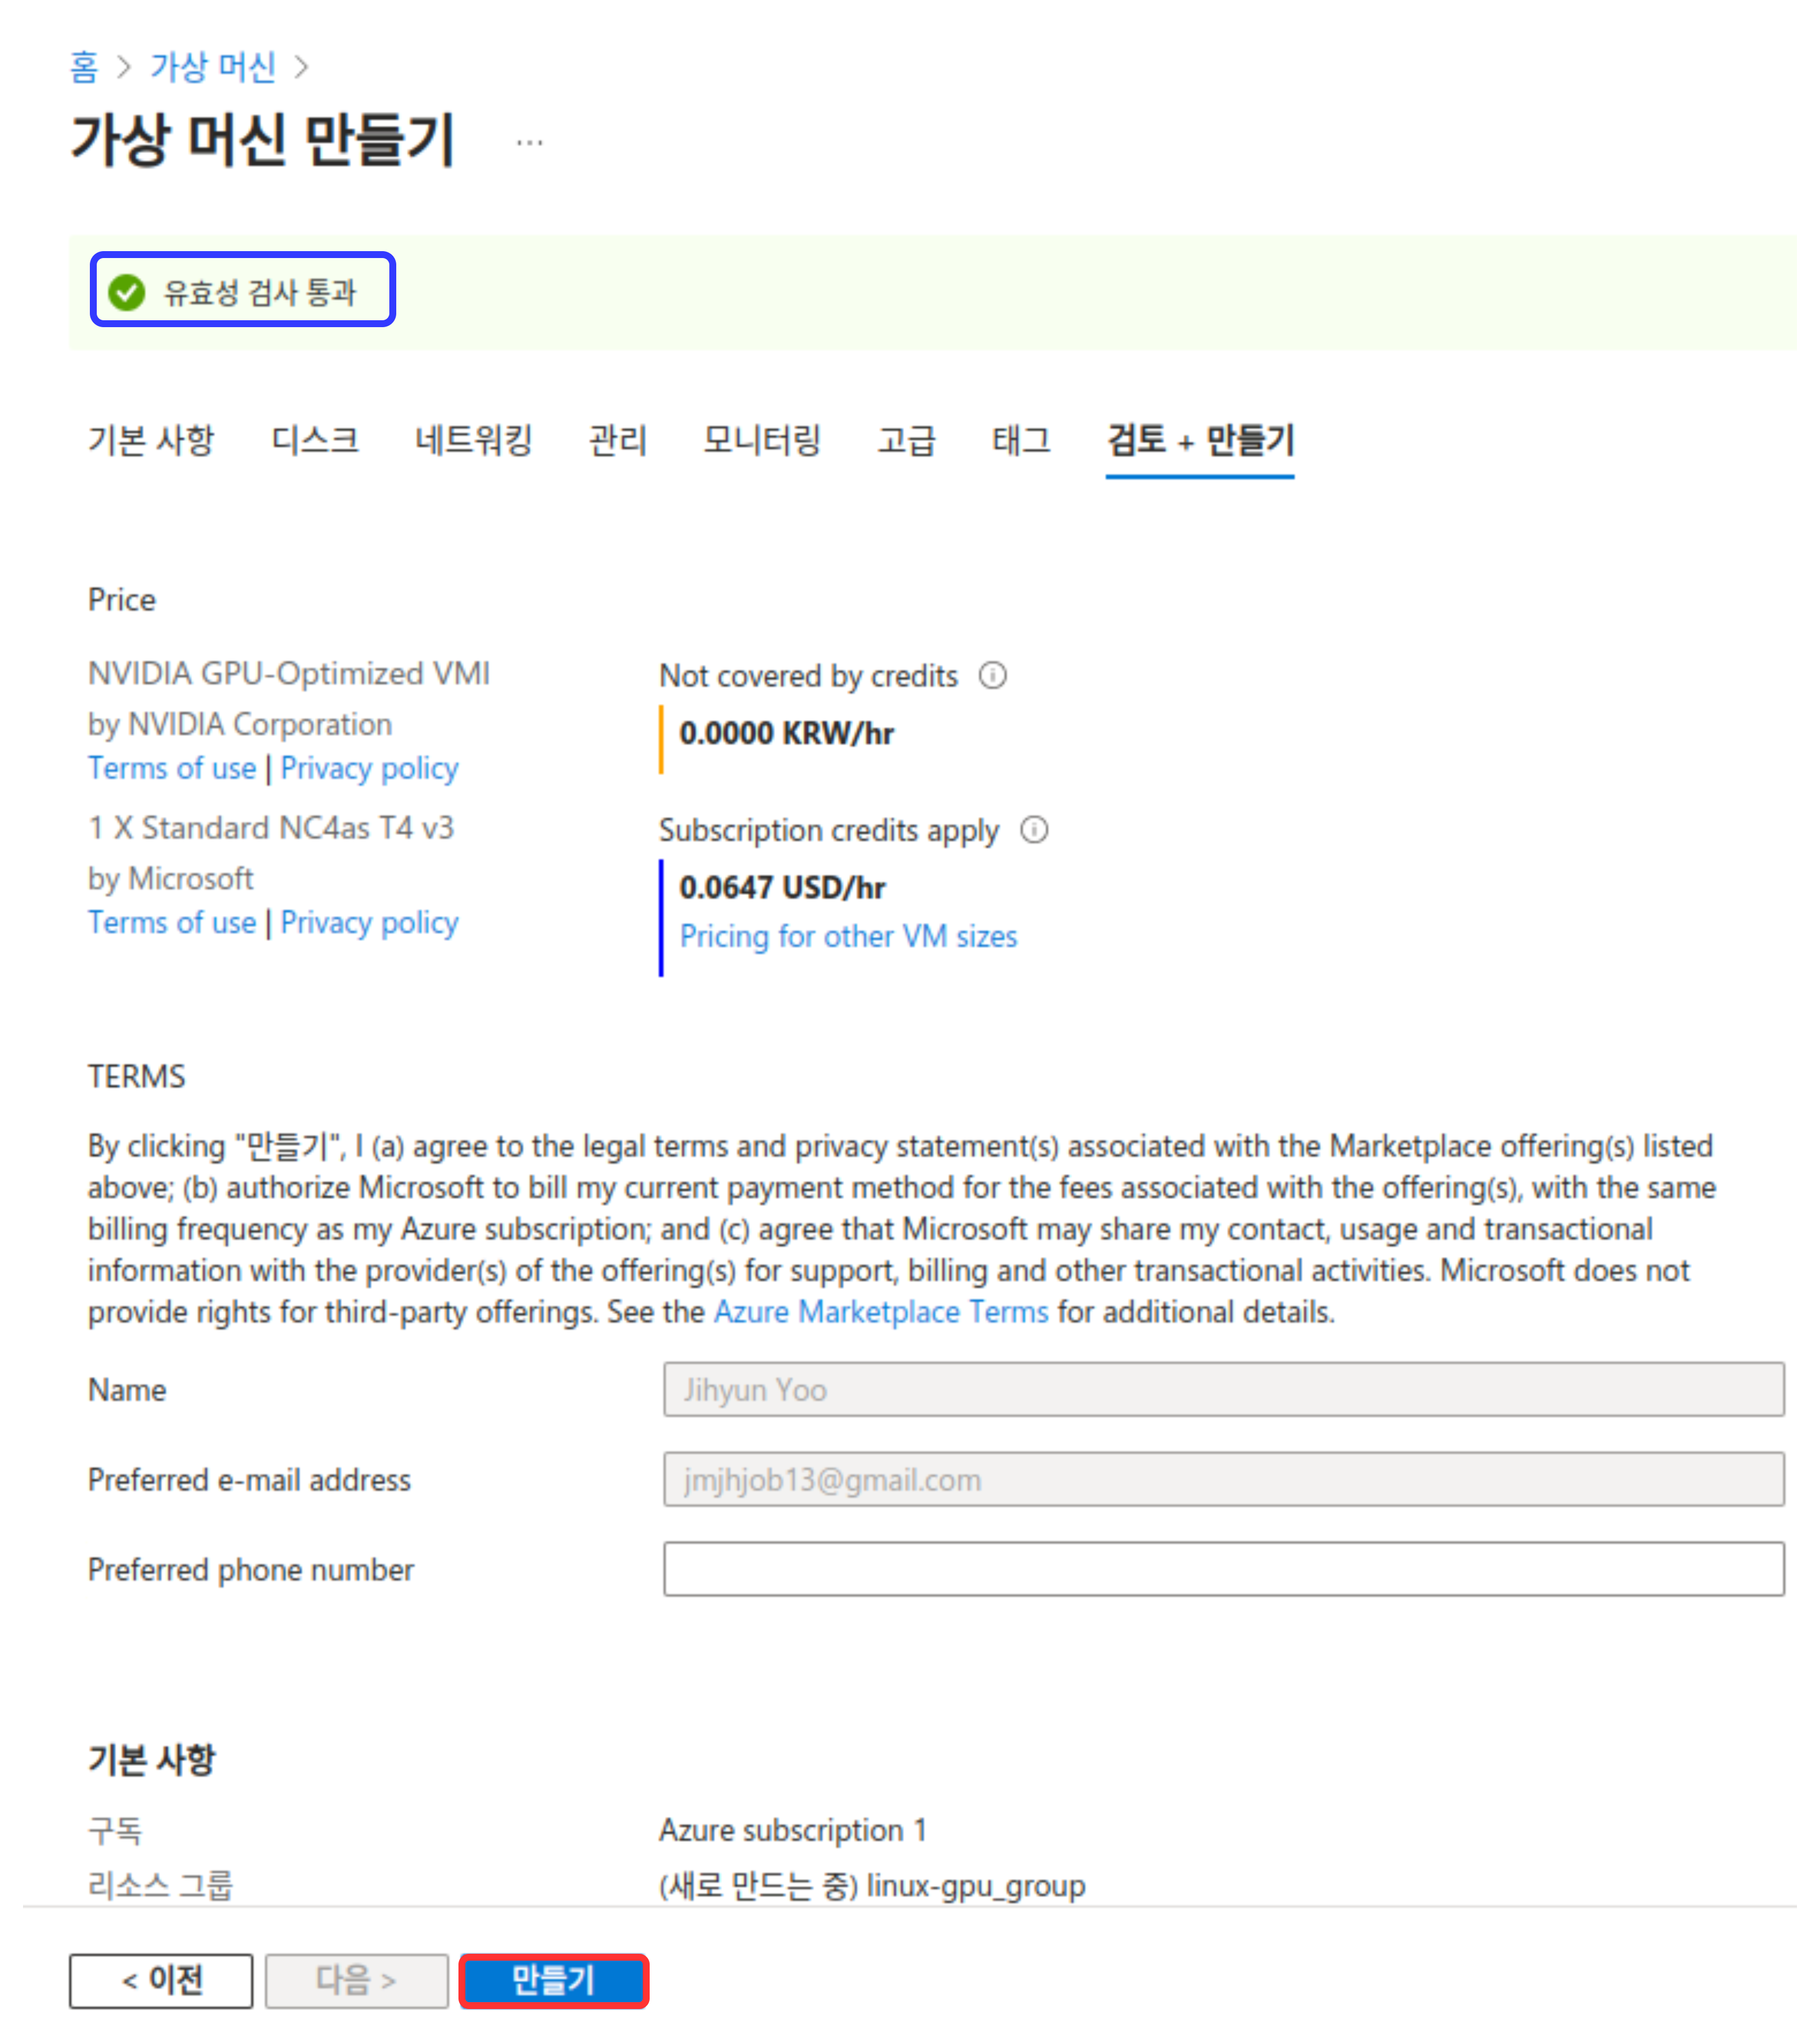 홈 > 가상 머신 >
가상 머신 만들기 ...
유효성 검사 통과
기본 사항 디스크 네트워킹 관리 모니터링 고급 태그 검토 + 만들기
Price
NVIDIA GPU-Optimized VMI
by NVIDIA Corporation
Terms of use | Privacy policy
Not covered by credits
0.0000 KRW/hr
1 X Standard NC4as T4 v3
by Microsoft
Terms of use | Privacy policy
Subscription credits apply
0.0647 USD/hr
Pricing for other VM sizes
TERMS
By clicking "만들기", I (a) agree to the legal terms and privacy statement(s) associated with the Marketplace offering(s) listed
above; (b) authorize Microsoft to bill my current payment method for the fees associated with the offering(s), with the same
billing frequency as my Azure subscription; and (c) agree that Microsoft may share my contact, usage and transactional
information with the provider(s) of the offering(s) for support, billing and other transactional activities. Microsoft does not
provide rights for third-party offerings. See the Azure Marketplace Terms for additional details.
Name Jihyun Yoo
Preferred e-mail address jmjhjob13@gmail.com
Preferred phone number
기본 사항
구독 Azure subscription 1
리소스 그룹 (새로 만드는 중) linux-gpu_group
< 이전 다음 > 만들기